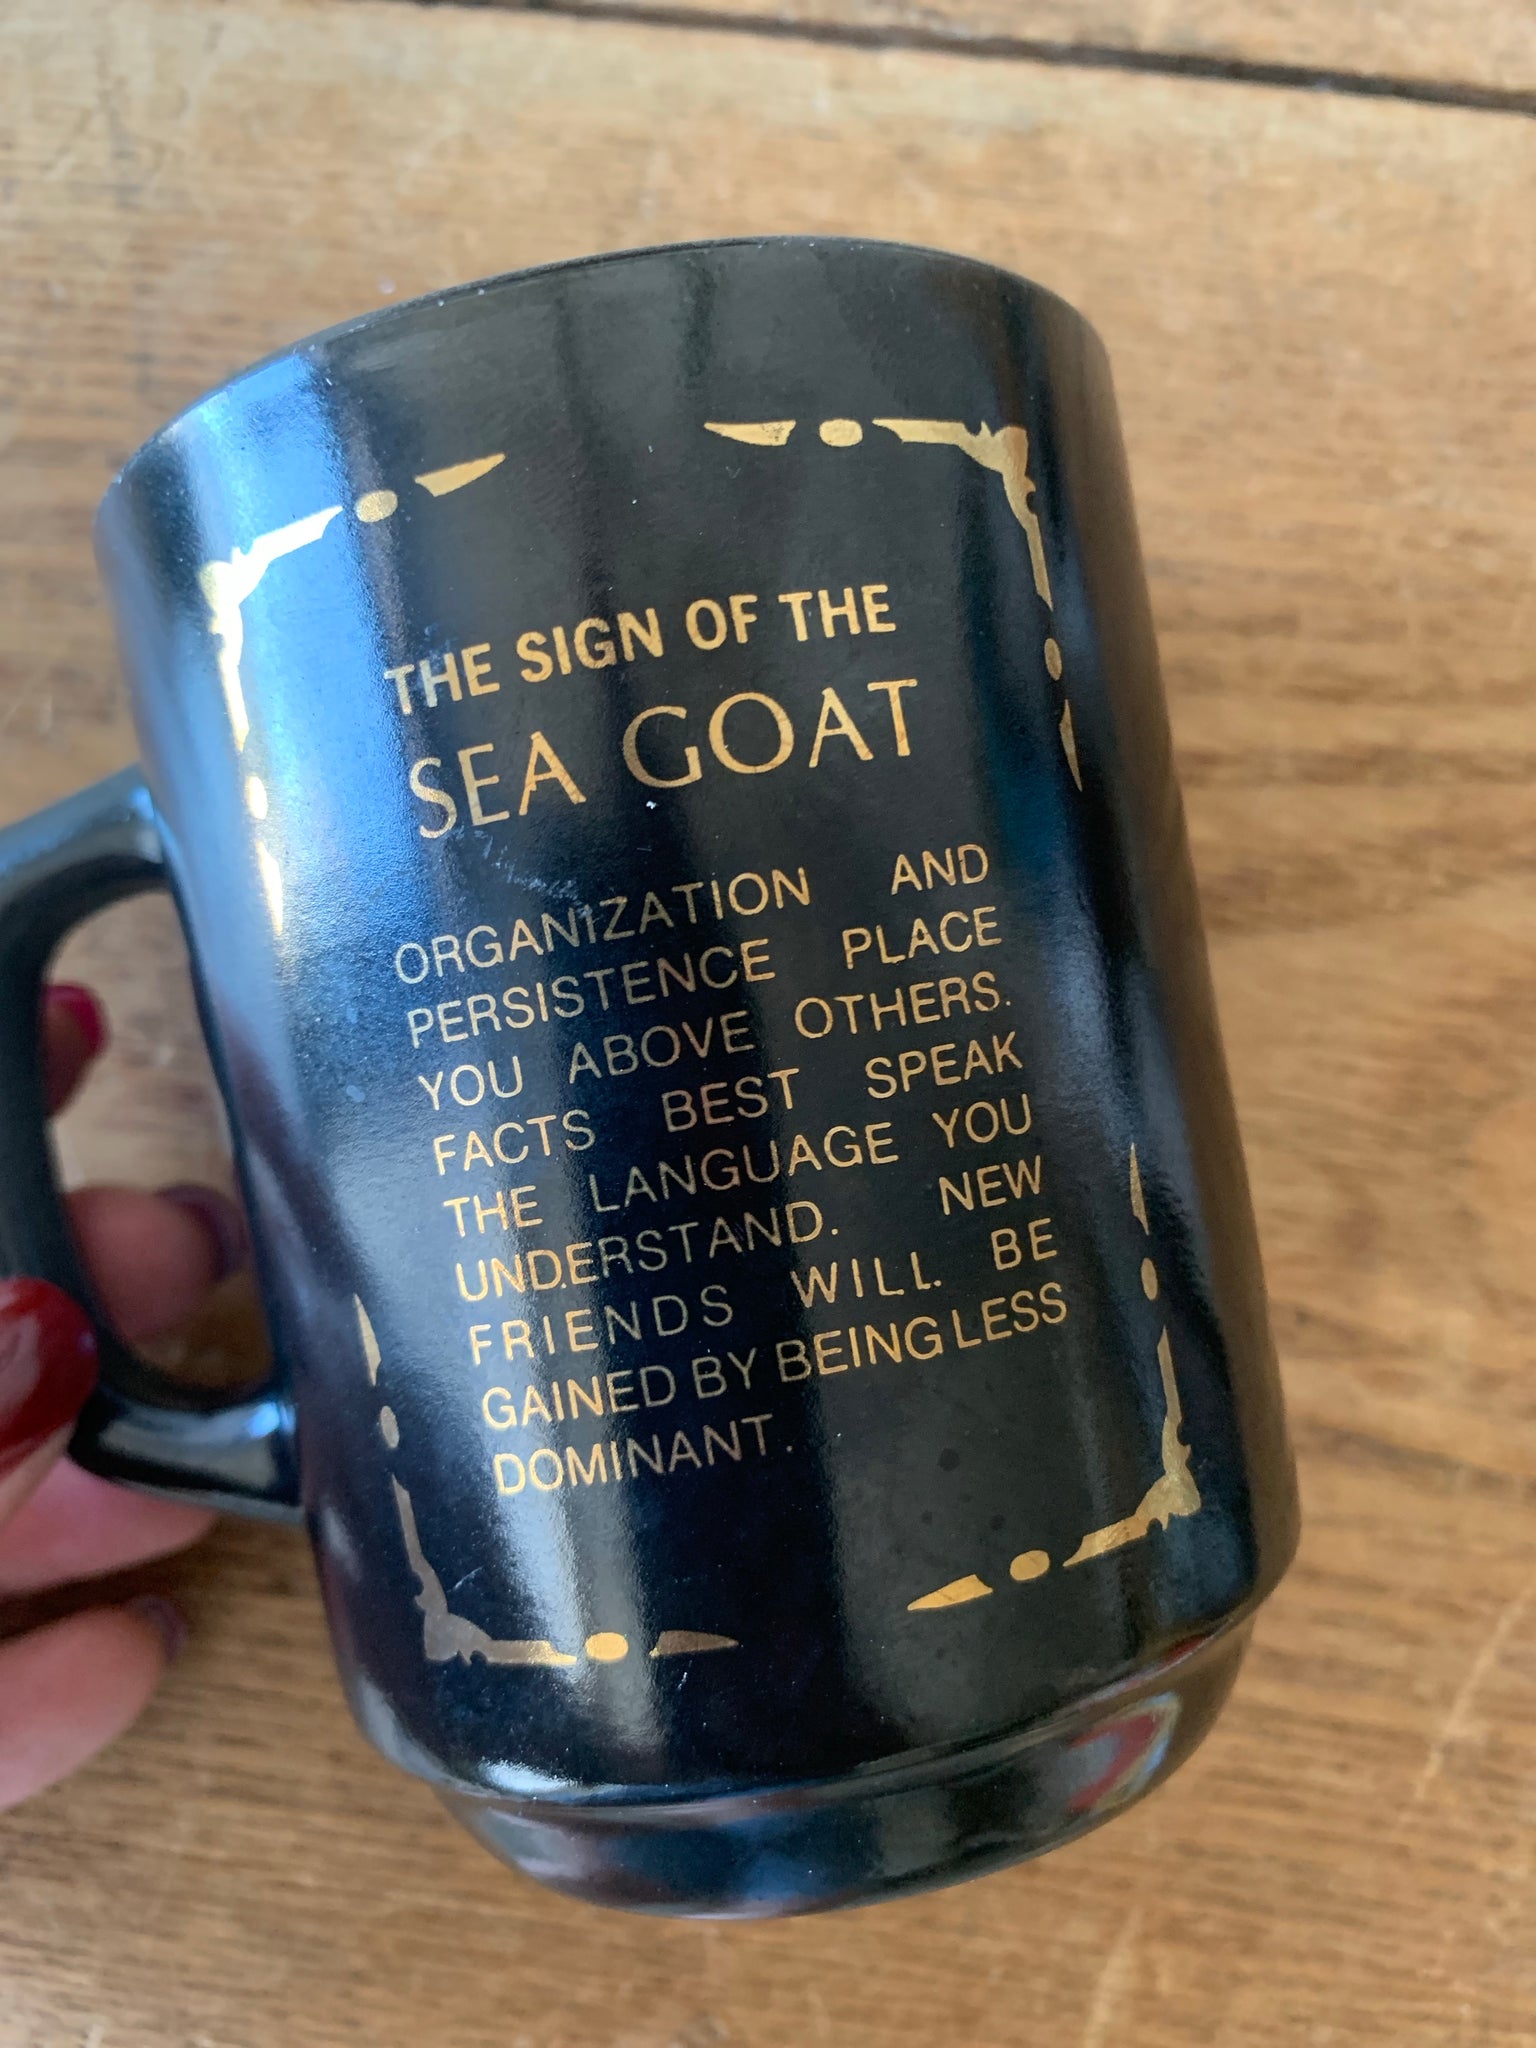 THE SIGN OF THE
SEA GOAT
ORGANIZATION AND
PERSISTENCE PLACE
YOU ABOVE OTHERS.
FACTS BEST SPEAK
THE LANGUAGE YOU
UNDERSTAND. NEW
FRIENDS WILL BE
GAINED BY BEING LESS
DOMINANT.